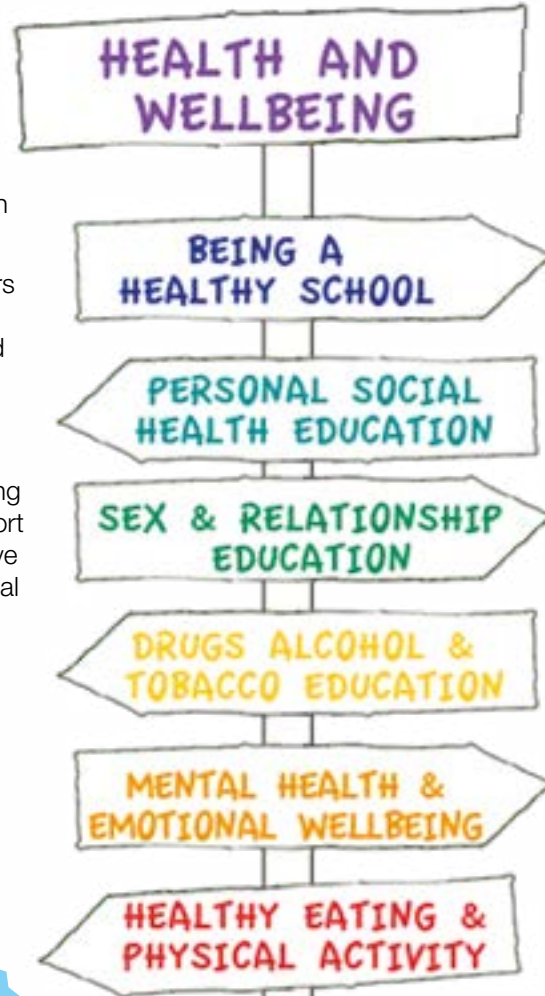 HEALTH AND
WELLBEING
BEING A
HEALTHY SCHOOL
PERSONAL SOCIAL
HEALTH EDUCATION
SEX & RELATIONSHIP
EDUCATION
DRUGS ALCOHOL &
TOBACCO EDUCATION
MENTAL HEALTH &
EMOTIONAL WELLBEING
HEALTHY EATING &
PHYSICAL ACTIVITY